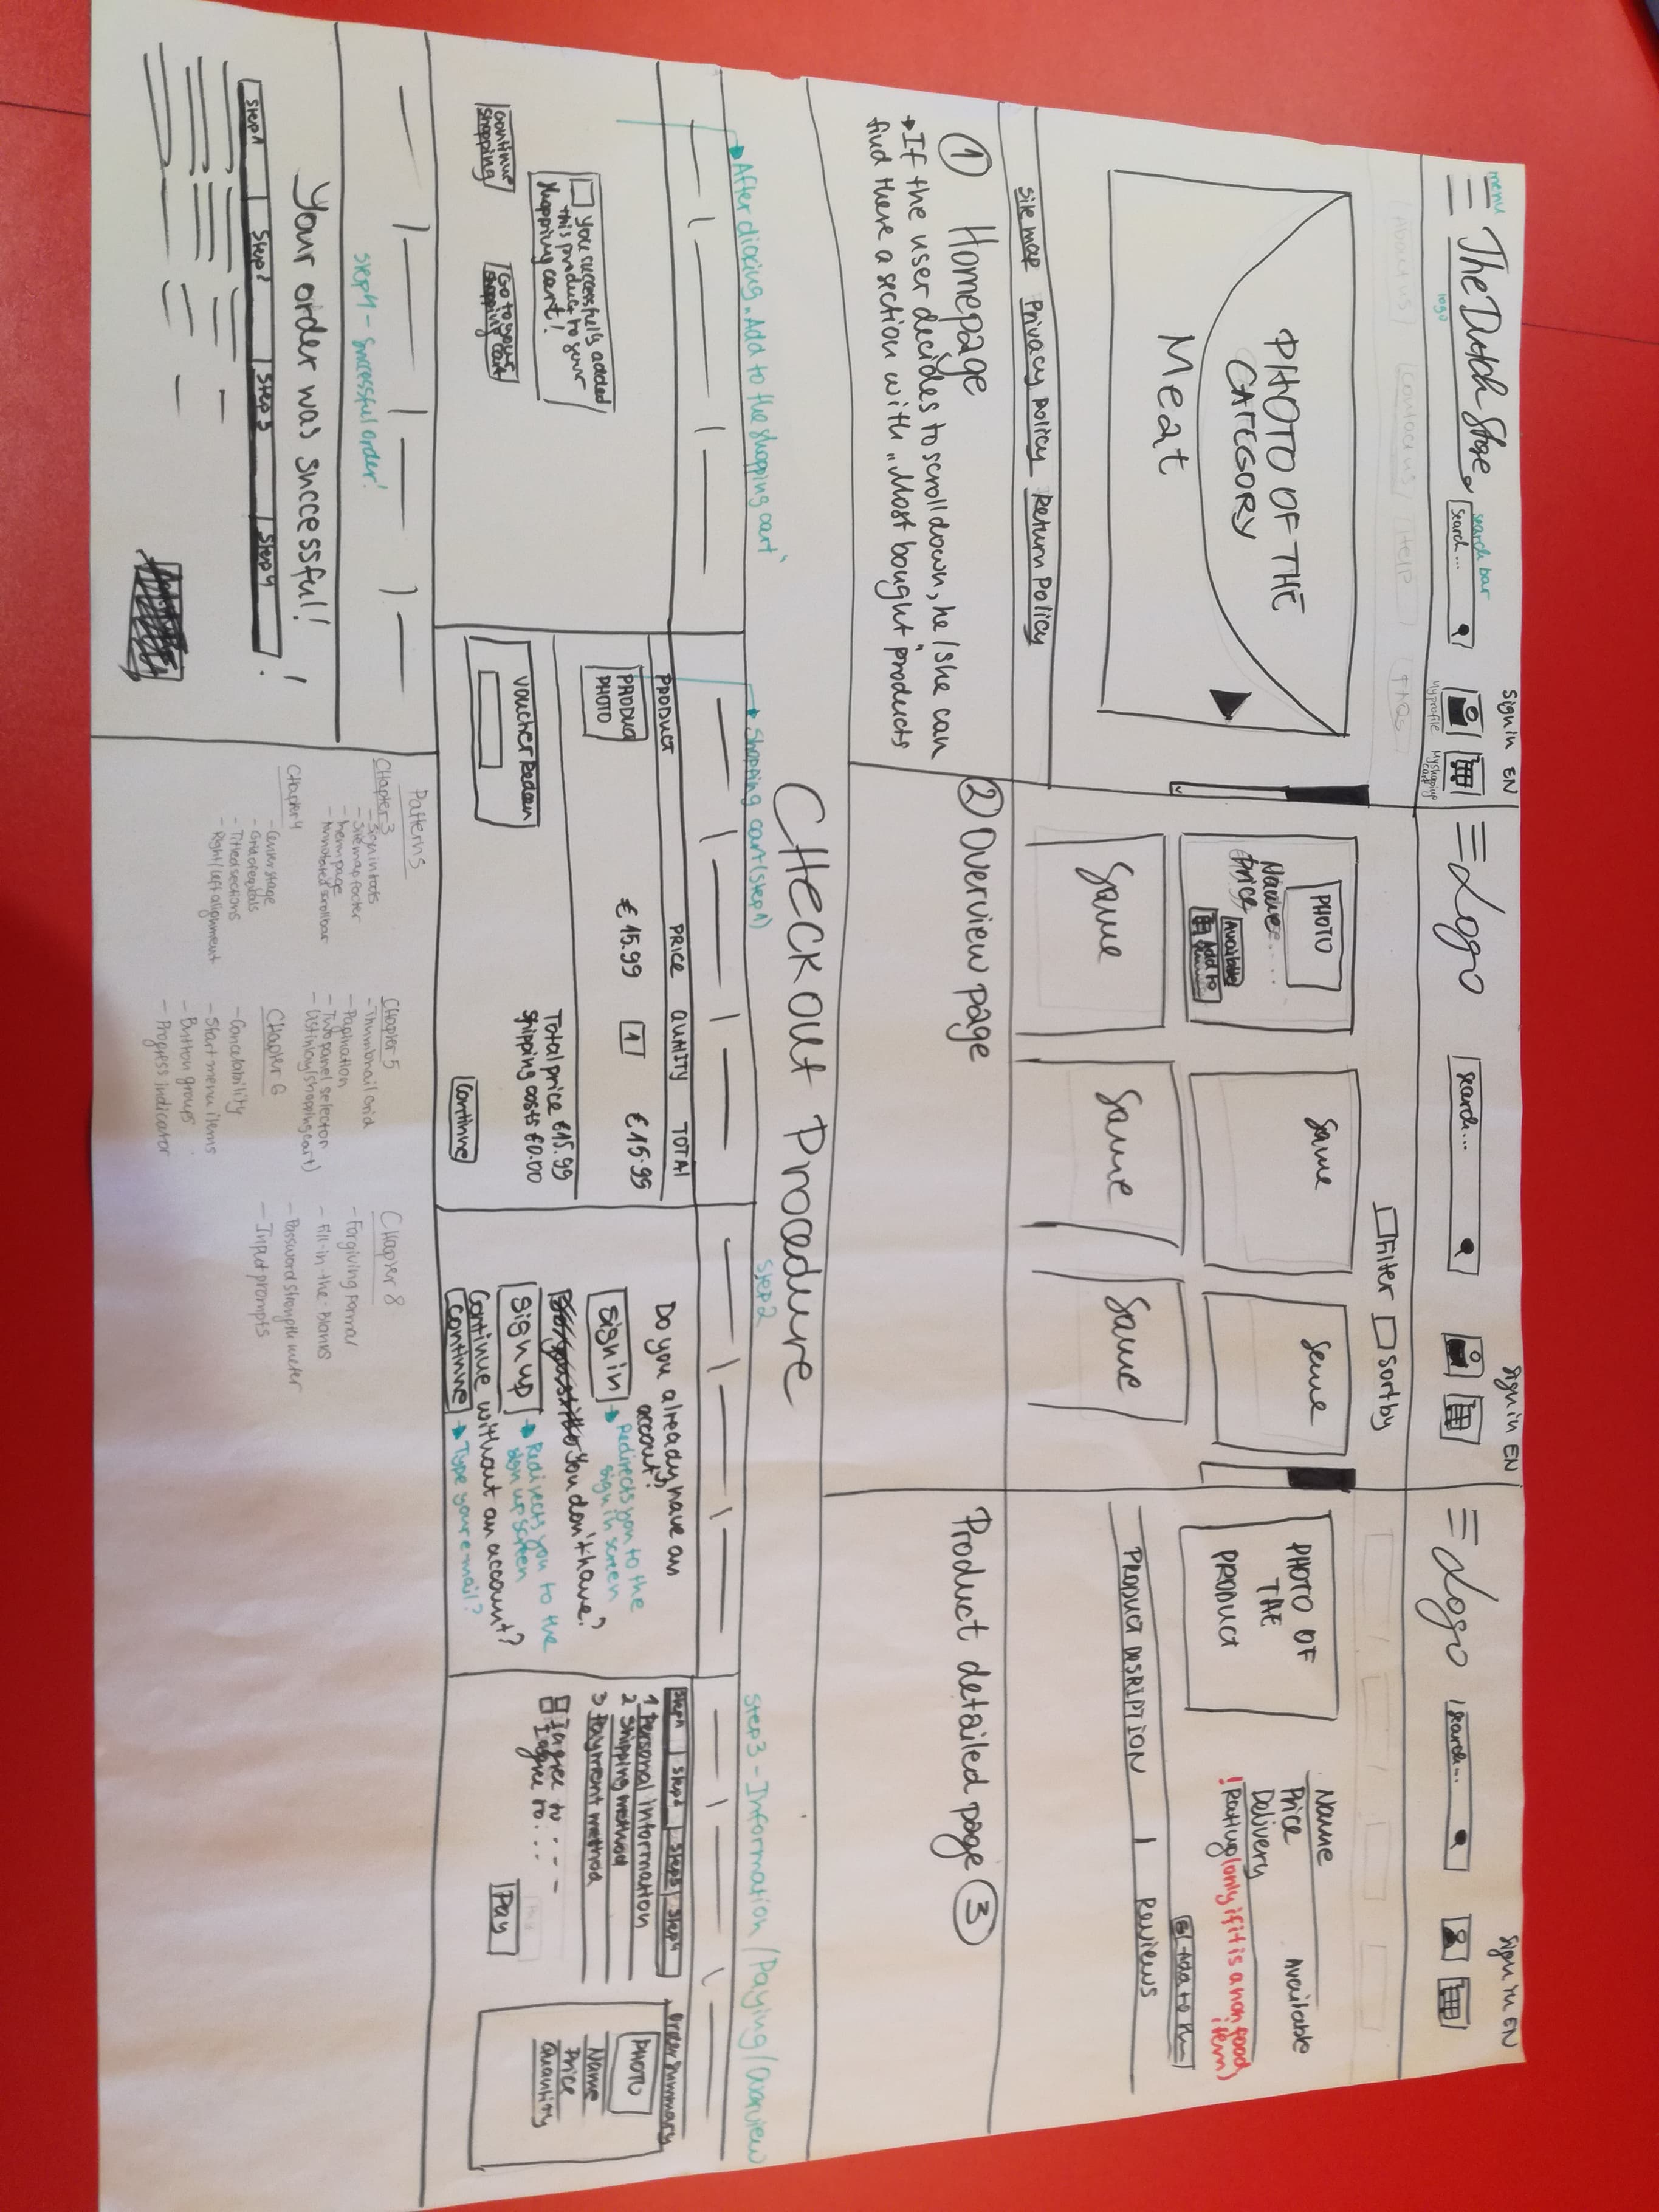 menu
The Dutch Store
logo
search bar
Search...
Sign in EN
My profile
My shopping cart
About us
Contact us
Help
FAQs
PHOTO OF THE
CATEGORY
Meat
Site map Privacy Policy Return Policy
① Homepage
If the user decides to scroll down, he/she can
find there a section with „Most bought" products
Logo
Search...
Sign in EN
Filter Sort by
PHOTO
Name
Price
Available
Add to
Same
Same
Same
Same
Same
② Overview page
Logo
Search...
Sign in EN
PHOTO OF
THE
PRODUCT
Name
Price Available
Delivery
! Rating (only if it is a non food
item)
Add to the
PRODUCT DESRIPTION | Reviews
Product detailed page ③
CHeckout Procedure
After clicking „Add to the shopping cart"
You successfully added
this product to your
shopping cart!
Continue
shopping
Go to your
shopping cart
Shopping cart (step 1)
PRODUCT PRICE QUNITY TOTAl
PRODUCT
PHOTO
€ 15.99 1 €15.99
Total price €15.99
Shipping costs €0.00
Voucher Redeen
Continue
Step 2
Do you already have an
accout?
Sign in
Redirects you to the
sign in screen
You don't have?
Sign up
Redirects you to the
sign up screen
Continue without an account?
Continue
Type your e-mail?
Step 3 - Information / Paying / Overview
Step 1 Step 2 Step 3 Step 4
1 Personal information
2 Shipping method
3 Payment method
I agree to - - -
I agree to. . .
Pay
Order Summary
PHOTO
Name
Price
Quantity
Step 4 - Successful order!
Your order was successful!
Step 1 Step 2 Step 3 Step 4
!
Patterns
CHapter 3
- Sign in tools
- Sitemap footer
- Menu page
- Annotated scrollbar
CHapter 4
- Center stage
- Grid of equals
- Titled sections
- Right/left alignment
CHapter 5
- Thumbnail Grid
- Pagination
- Two panel selector
- List inlay (shopping cart)
CHapter 6
- Cancelability
- Start menu items
- Button groups
- Progress indicator
CHapter 8
- Forgiving Format
- Fill-in-the-Blanks
- Password strength meter
- Input prompts